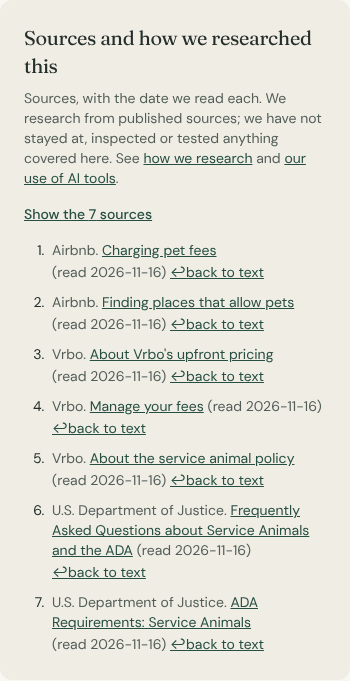 Sources and how we researched
this
Sources, with the date we read each. We
research from published sources; we have not
stayed at, inspected or tested anything
covered here. See how we research and our
use of AI tools.
Show the 7 sources
1. Airbnb. Charging pet fees
(read 2026-11-16) ↩back to text
2. Airbnb. Finding places that allow pets
(read 2026-11-16) ↩back to text
3. Vrbo. About Vrbo's upfront pricing
(read 2026-11-16) ↩back to text
4. Vrbo. Manage your fees (read 2026-11-16)
↩back to text
5. Vrbo. About the service animal policy
(read 2026-11-16) ↩back to text
6. U.S. Department of Justice. Frequently
Asked Questions about Service Animals
and the ADA (read 2026-11-16)
↩back to text
7. U.S. Department of Justice. ADA
Requirements: Service Animals
(read 2026-11-16) ↩back to text